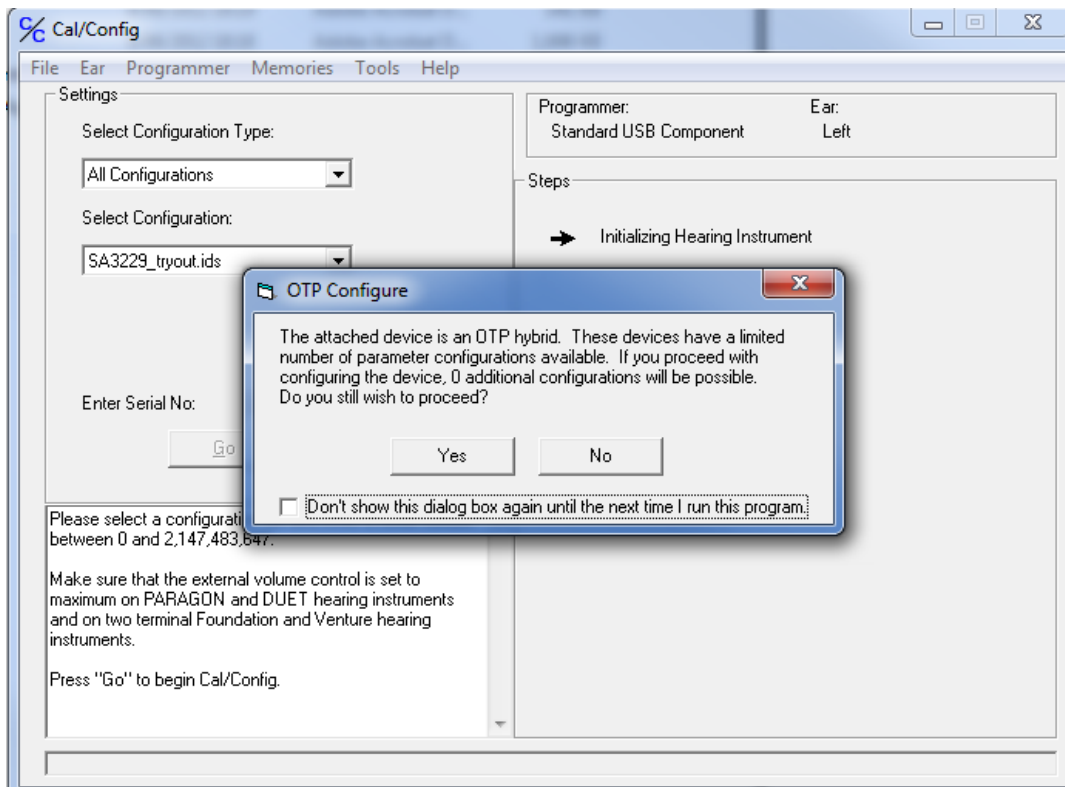 C/C Cal/Config
File Ear Programmer Memories Tools Help
Settings
Select Configuration Type:
All Configurations
Select Configuration:
SA3229_tryout.ids
Enter Serial No:
Go
Please select a configurati
between 0 and 2,147,483,647.
Make sure that the external volume control is set to
maximum on PARAGON and DUET hearing instruments
and on two terminal Foundation and Venture hearing
instruments.
Press "Go" to begin Cal/Config.
Programmer: Ear:
Standard USB Component Left
Steps
Initializing Hearing Instrument
OTP Configure
The attached device is an OTP hybrid. These devices have a limited
number of parameter configurations available. If you proceed with
configuring the device, 0 additional configurations will be possible.
Do you still wish to proceed?
Yes No
Don't show this dialog box again until the next time I run this program.